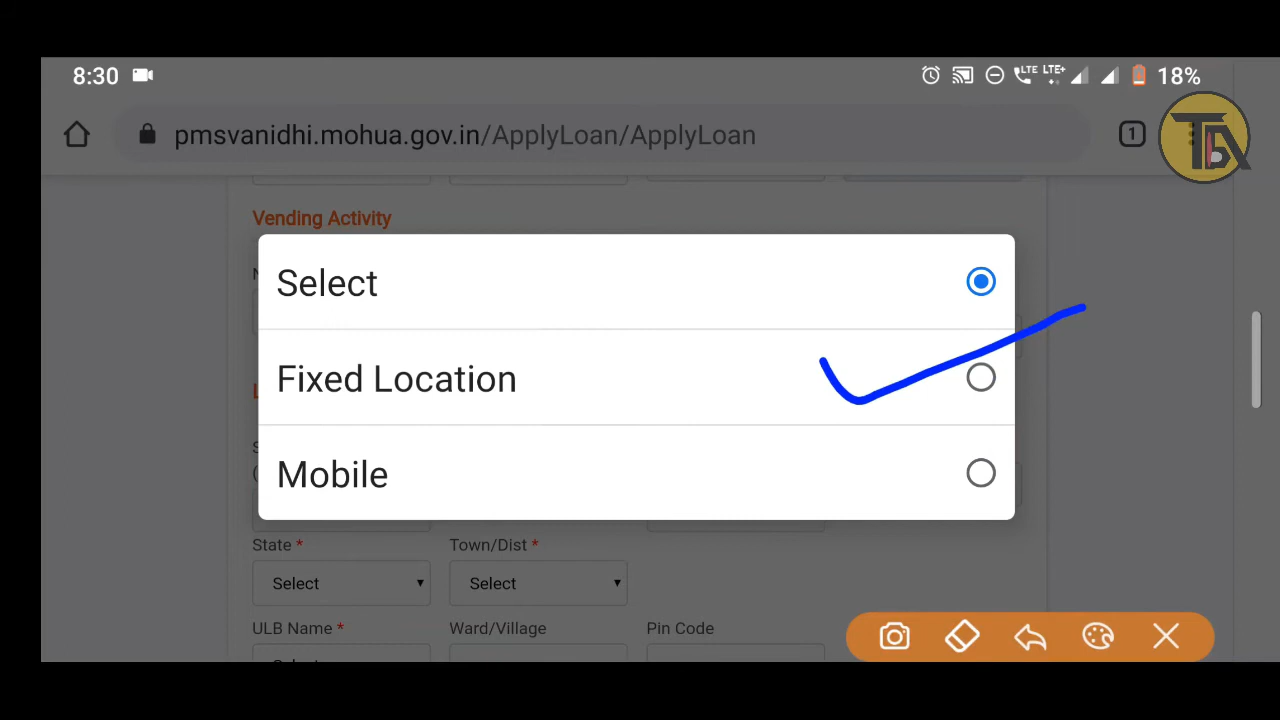 8:30
LTE LTE+ 18%
pmsvanidhi.mohua.gov.in/ApplyLoan/ApplyLoan
1
TBA
Vending Activity
Select
Fixed Location
Mobile
State * Town/Dist *
Select Select
ULB Name * Ward/Village Pin Code